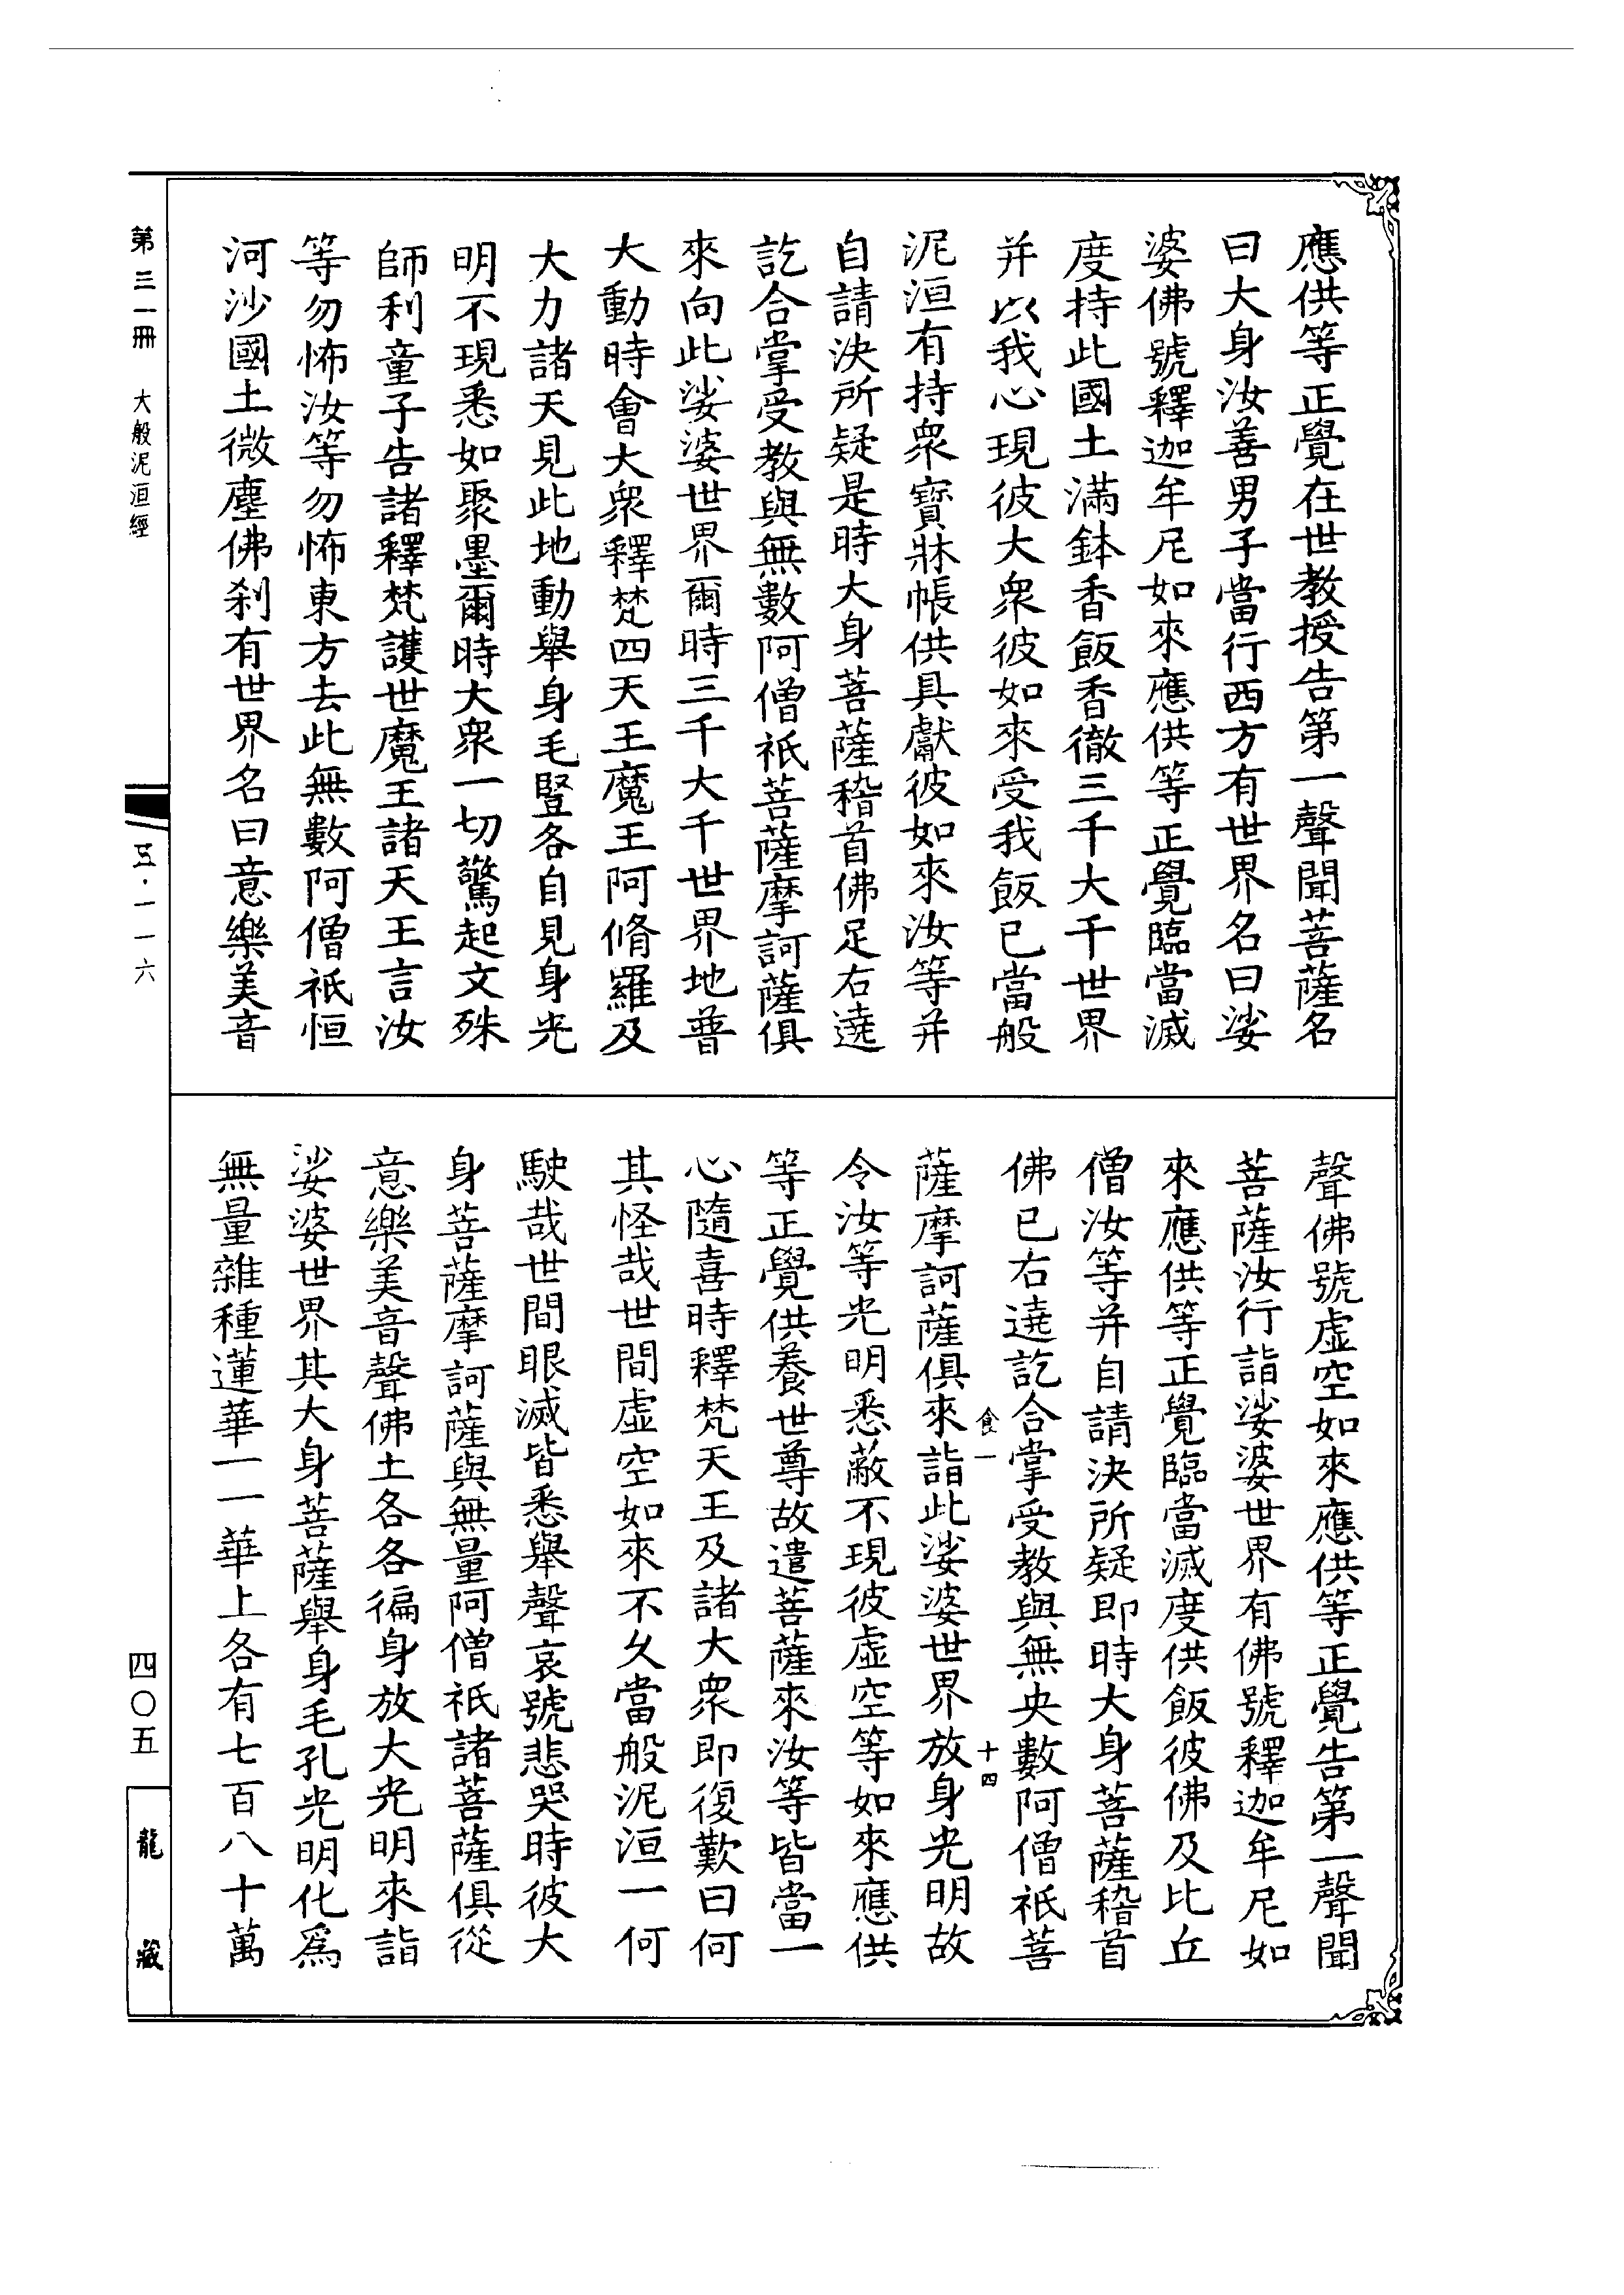 應供等正覺在世教授告第一聲聞菩薩名
曰大身汝善男子當行西方有世界名曰娑
婆佛號釋迦牟尼如來應供等正覺臨當滅
度持此國土滿鉢香飯香徹三千大千世界
并以我心現彼大衆彼如來受我飯已當般
泥洹有持衆寶牀帳供具獻彼如來汝等并
自請決所疑是時大身菩薩稽首佛足右遶
訖合掌受教與無數阿僧祇菩薩摩訶薩俱
來向此娑婆世界爾時三千大千世界地普
大動時會大衆釋梵四天王魔王阿脩羅及
大力諸天見此地動舉身毛豎各自見身光
明不現悉如聚墨爾時大衆一切驚起文殊
師利童子告諸釋梵護世魔王諸天王言汝
等勿怖汝等勿怖東方去此無數阿僧祇恒
河沙國土微塵佛刹有世界名曰意樂美音
聲佛號虛空如來應供等正覺告第一聲聞
菩薩汝行詣娑婆世界有佛號釋迦牟尼如
來應供等正覺臨當滅度供飯彼佛及比丘
僧汝等并自請決所疑即時大身菩薩稽首
佛已右遶訖合掌受教與無央數阿僧祇菩
食一 十四
薩摩訶薩俱來詣此娑婆世界放身光明故
令汝等光明悉蔽不現彼虛空等如來應供
等正覺供養世尊故遣菩薩來汝等皆當一
心隨喜時釋梵天王及諸大衆即復歎曰何
其怪哉世間虛空如來不久當般泥洹一何
駛哉世間眼滅皆悉舉聲哀號悲哭時彼大
身菩薩摩訶薩與無量阿僧祇諸菩薩俱從
意樂美音聲佛土各各徧身放大光明來詣
娑婆世界其大身菩薩舉身毛孔光明化爲
無量雜種蓮華一一華上各有七百八十萬
第三一冊 大般泥洹經
五·一一六
四〇五
龍藏